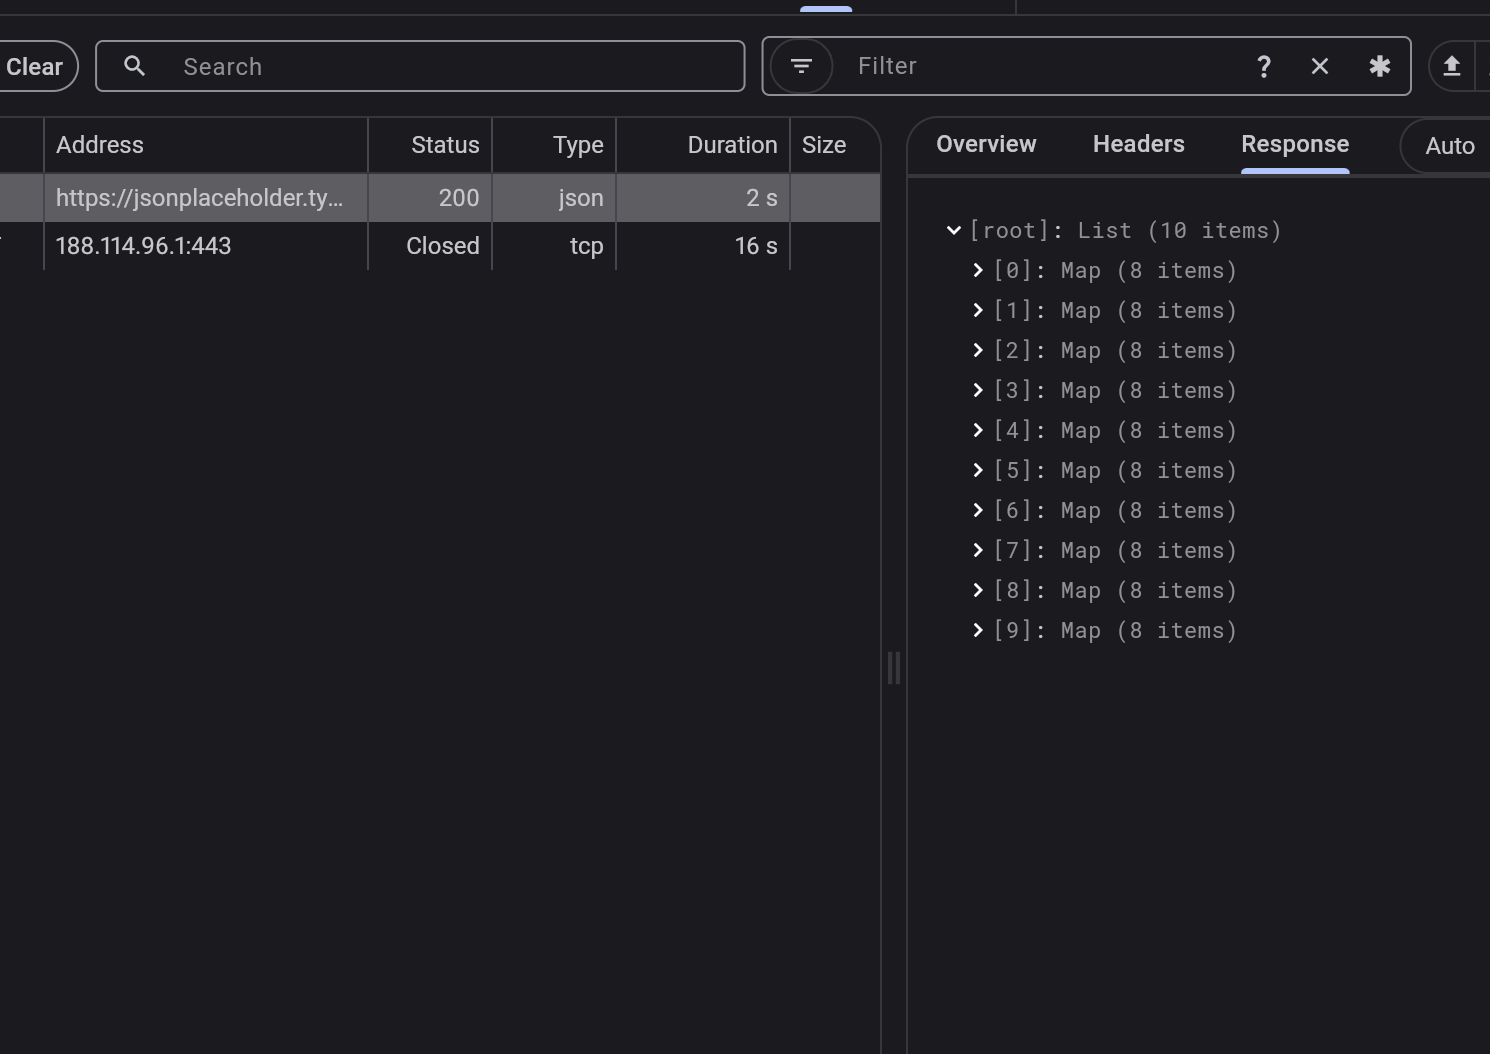 Clear
Search
Filter
?
Address Status Type Duration Size
https://jsonplaceholder.ty... 200 json 2 s
188.114.96.1:443 Closed tcp 16 s
Overview Headers Response Auto
[root]: List (10 items)
[0]: Map (8 items)
[1]: Map (8 items)
[2]: Map (8 items)
[3]: Map (8 items)
[4]: Map (8 items)
[5]: Map (8 items)
[6]: Map (8 items)
[7]: Map (8 items)
[8]: Map (8 items)
[9]: Map (8 items)